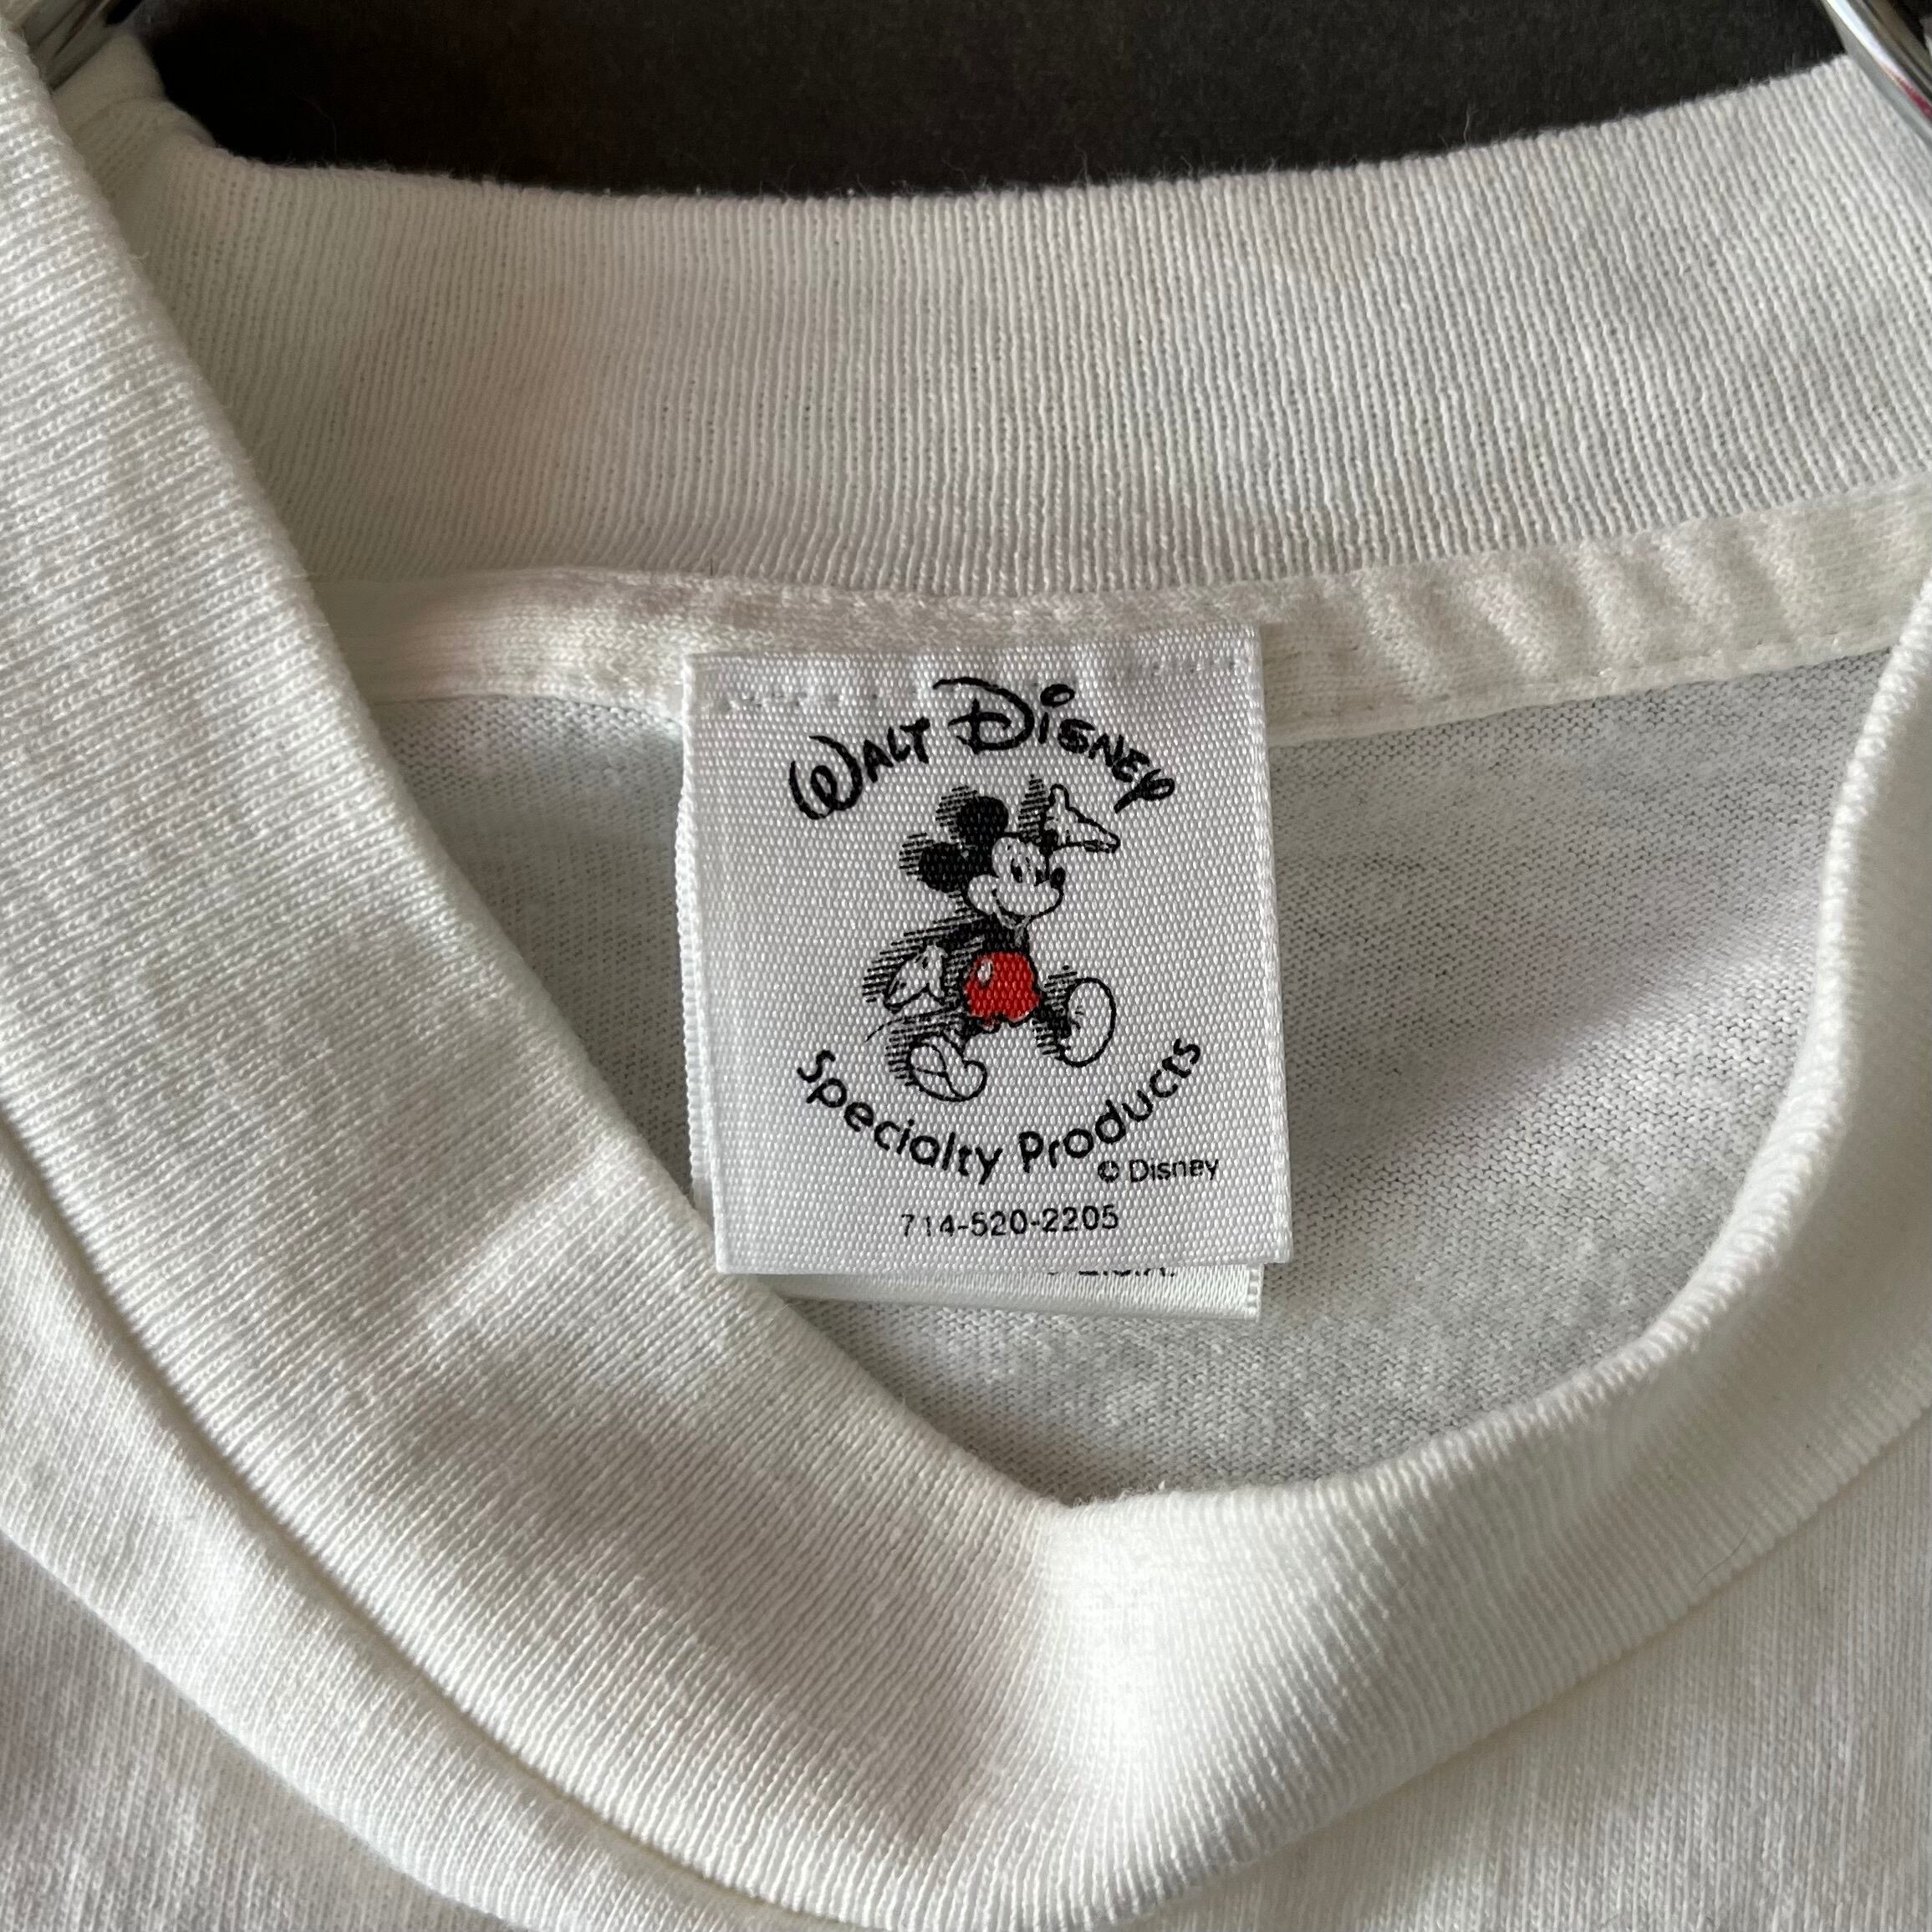 Walt Disney
Specialty Products
© Disney
714-520-2205